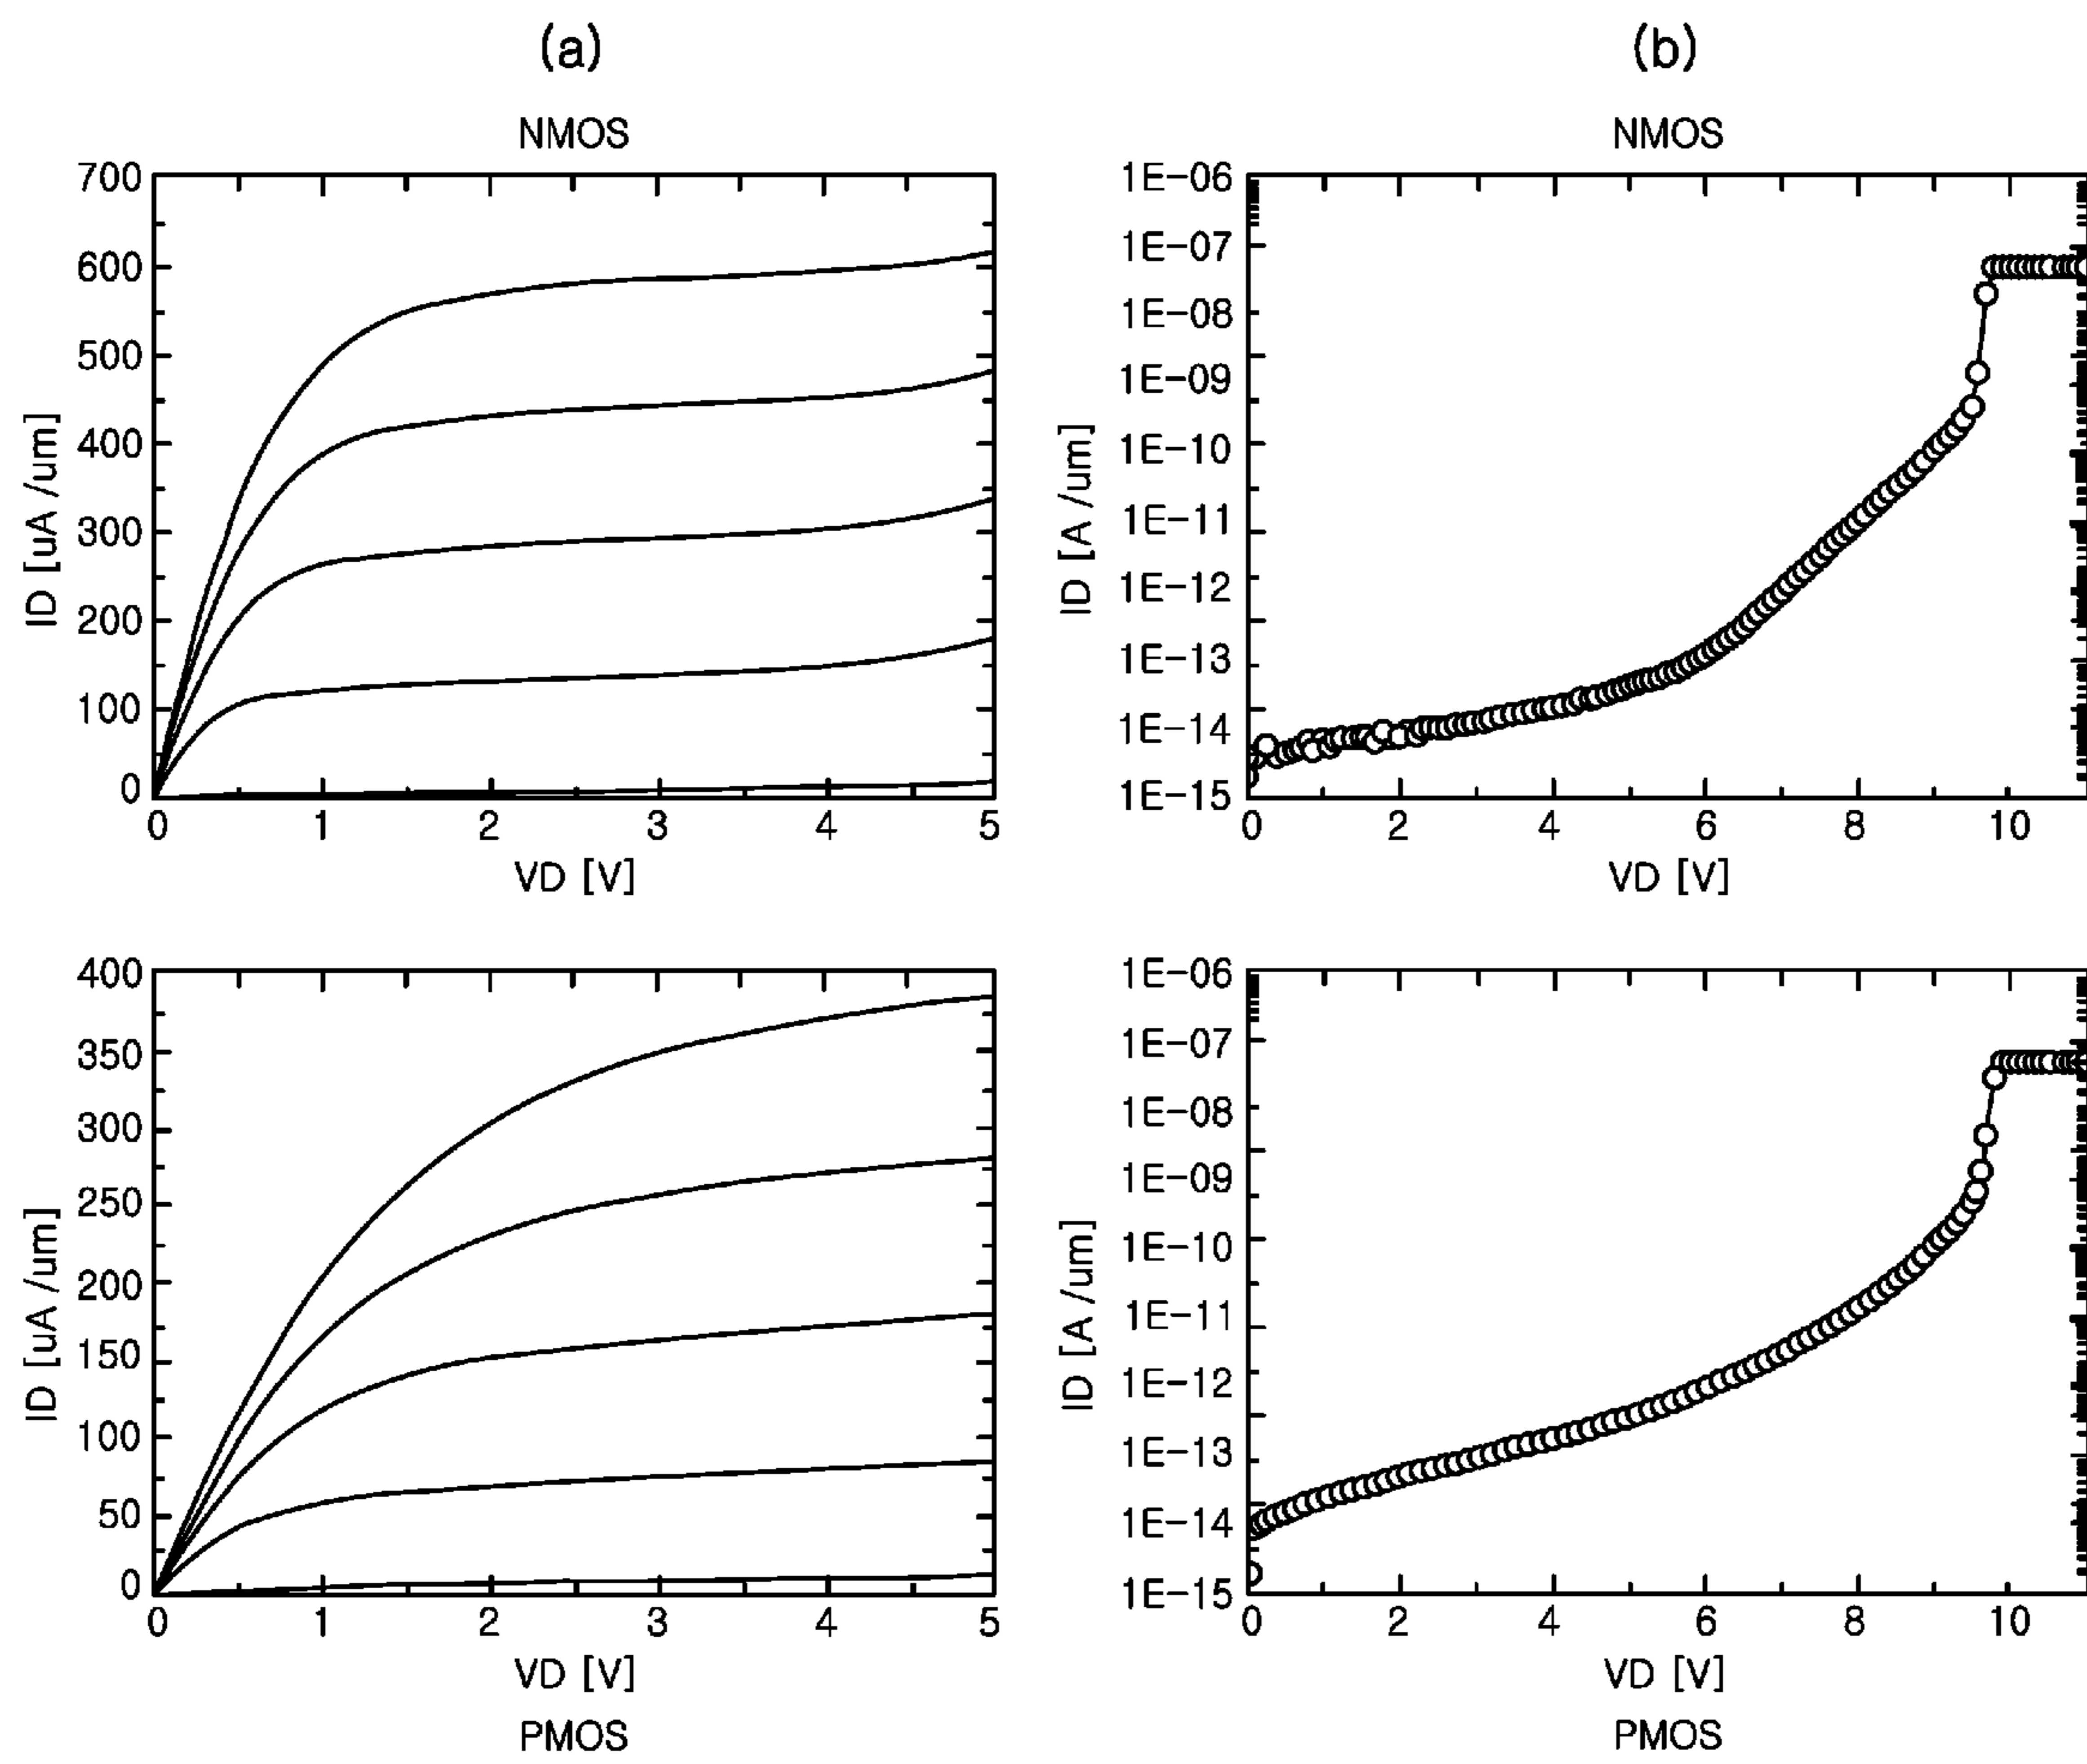 (a)
NMOS
700
600
500
400
300
200
100
0
ID [uA /um]
0 1 2 3 4 5
VD [V]
(b)
NMOS
1E-06
1E-07
1E-08
1E-09
1E-10
1E-11
1E-12
1E-13
1E-14
1E-15
ID [A /um]
0 2 4 6 8 10
VD [V]
400
350
300
250
200
150
100
50
0
ID [uA /um]
0 1 2 3 4 5
VD [V]
PMOS
1E-06
1E-07
1E-08
1E-09
1E-10
1E-11
1E-12
1E-13
1E-14
1E-15
ID [A /um]
0 2 4 6 8 10
VD [V]
PMOS